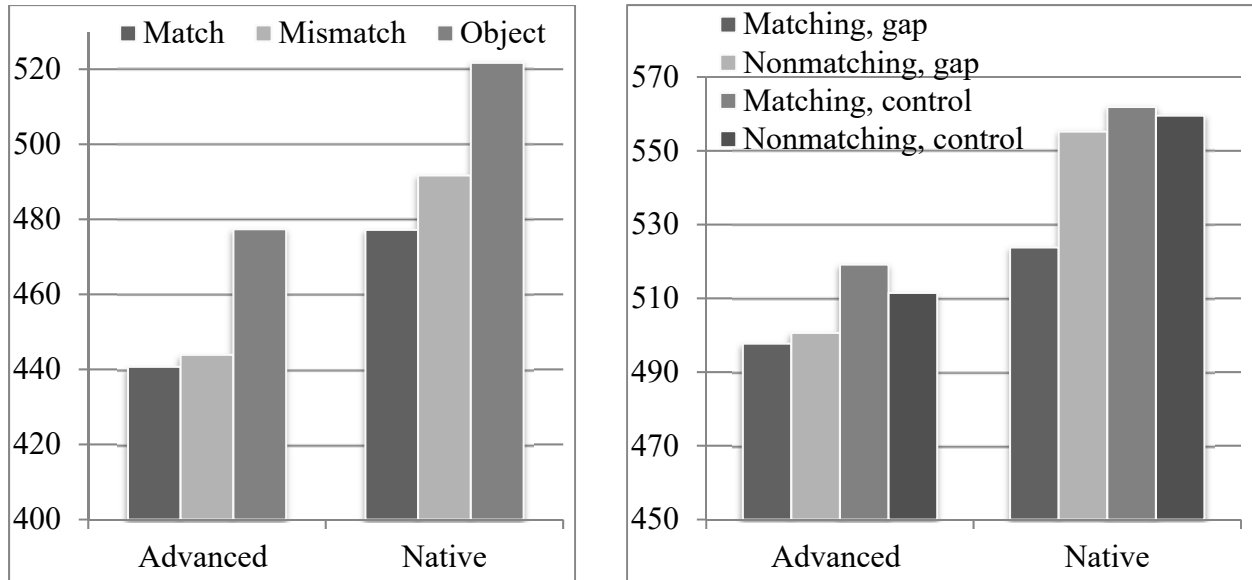 Match Mismatch Object
520
500
480
460
440
420
400
Advanced Native
Matching, gap
Nonmatching, gap
Matching, control
Nonmatching, control
570
550
530
510
490
470
450
Advanced Native